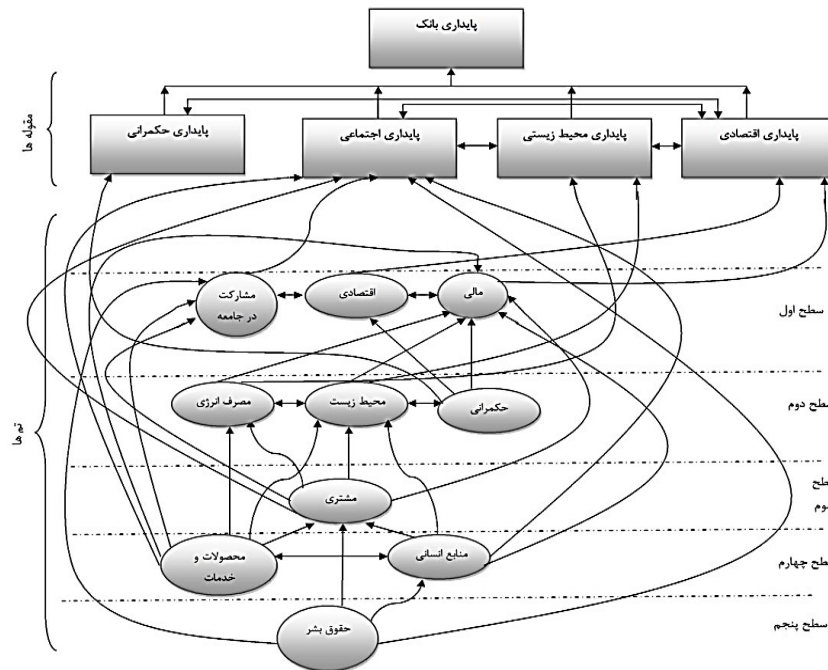 پایداری بانک
مقوله ها
پایداری اقتصادی
پایداری محیط زیستی
پایداری اجتماعی
پایداری حکمرانی
تم ها
سطح اول
مالی
اقتصادی
مشارکت
در جامعه
سطح دوم
حکمرانی
محیط زیست
مصرف انرژی
سطح
وم
مشتری
سطح چهارم
منابع انسانی
محصولات و
خدمات
سطح پنجم
حقوق بشر